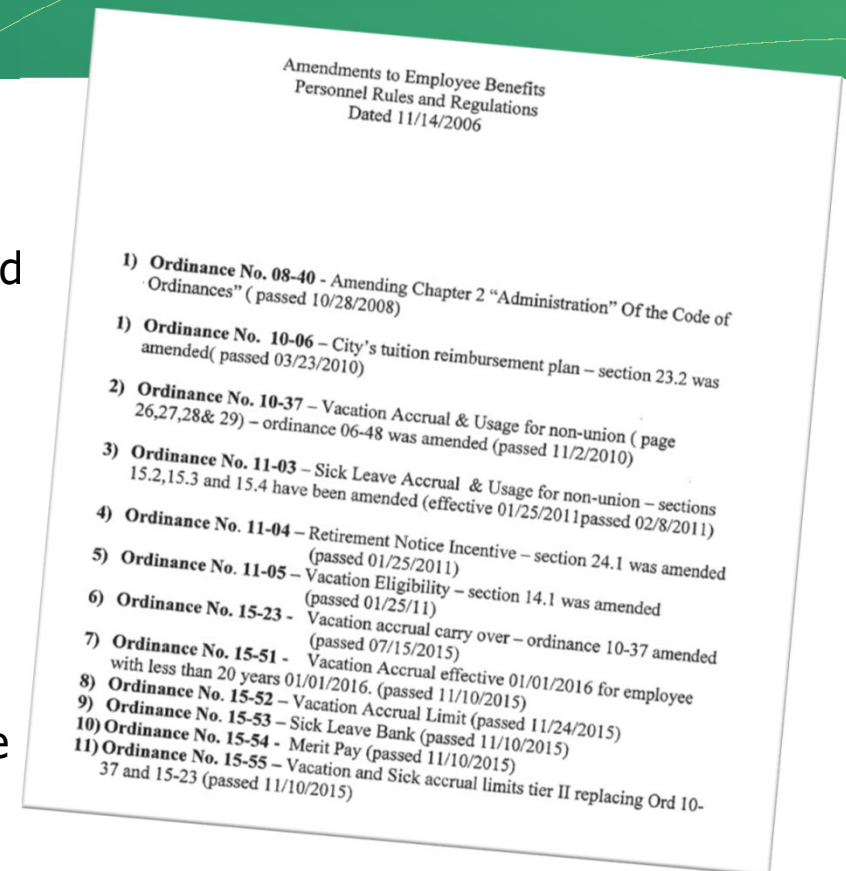 Amendments to Employee Benefits
Personnel Rules and Regulations
Dated 11/14/2006
d
1) Ordinance No. 08-40 - Amending Chapter 2 “Administration” Of the Code of
Ordinances” ( passed 10/28/2008)
1) Ordinance No. 10-06 – City’s tuition reimbursement plan – section 23.2 was
amended( passed 03/23/2010)
2) Ordinance No. 10-37 – Vacation Accrual & Usage for non-union ( page
26,27,28& 29) – ordinance 06-48 was amended (passed 11/2/2010)
3) Ordinance No. 11-03 – Sick Leave Accrual & Usage for non-union – sections
15.2,15.3 and 15.4 have been amended (effective 01/25/2011passed 02/8/2011)
4) Ordinance No. 11-04 – Retirement Notice Incentive – section 24.1 was amended
(passed 01/25/2011)
5) Ordinance No. 11-05 – Vacation Eligibility – section 14.1 was amended
(passed 01/25/11)
6) Ordinance No. 15-23 - Vacation accrual carry over – ordinance 10-37 amended
(passed 07/15/2015)
7) Ordinance No. 15-51 - Vacation Accrual effective 01/01/2016 for employee
with less than 20 years 01/01/2016. (passed 11/10/2015)
8) Ordinance No. 15-52 – Vacation Accrual Limit (passed 11/24/2015)
9) Ordinance No. 15-53 – Sick Leave Bank (passed 11/10/2015)
10) Ordinance No. 15-54 - Merit Pay (passed 11/10/2015)
11) Ordinance No. 15-55 – Vacation and Sick accrual limits tier II replacing Ord 10-
37 and 15-23 (passed 11/10/2015)
e